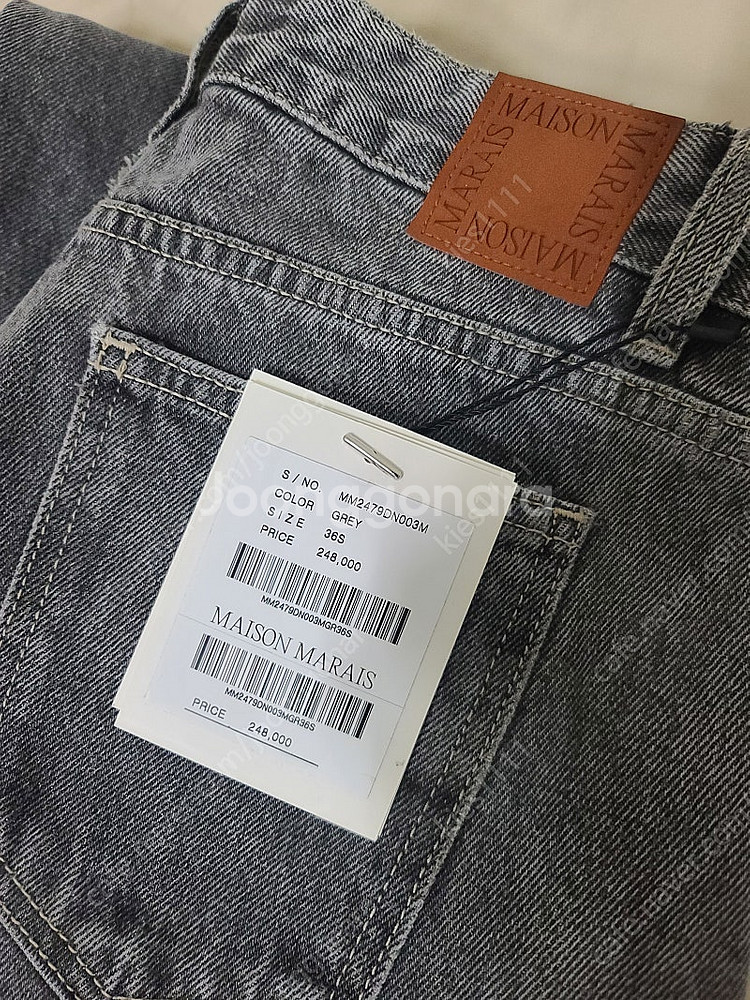 MAISON
MARAIS
MAISON
MARAIS
S / NO. MM2479DN003M
COLOR GREY
SIZE 36S
PRICE 248,000
MM2479DN003MGR36S
MAISON MARAIS
MM2479DN003MGR36S
PRICE 248,000
Joonggonara